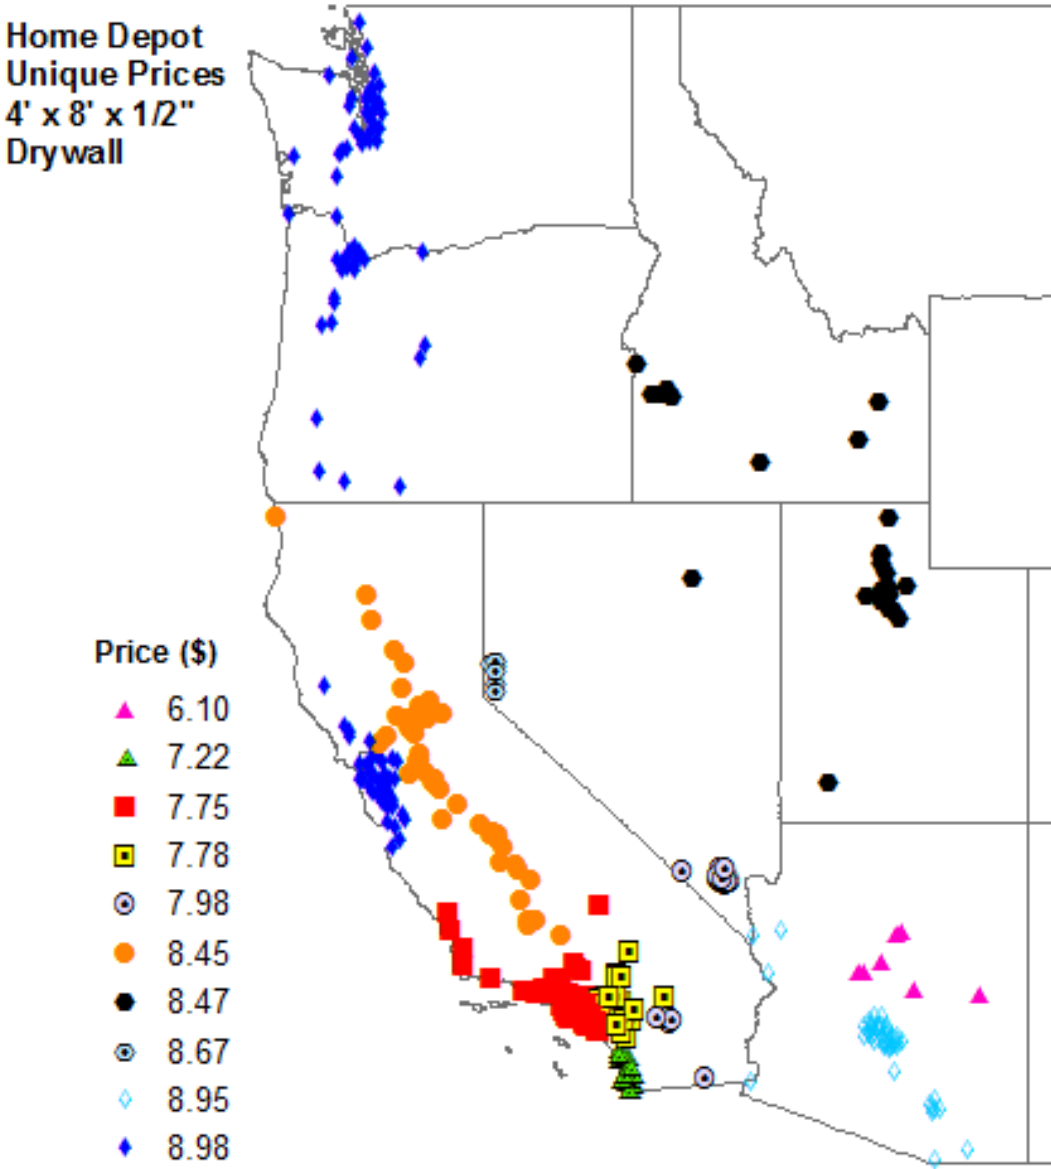 Home Depot
Unique Prices
4' x 8' x 1/2"
Drywall
Price ($)
6.10
7.22
7.75
7.78
7.98
8.45
8.47
8.67
8.95
8.98